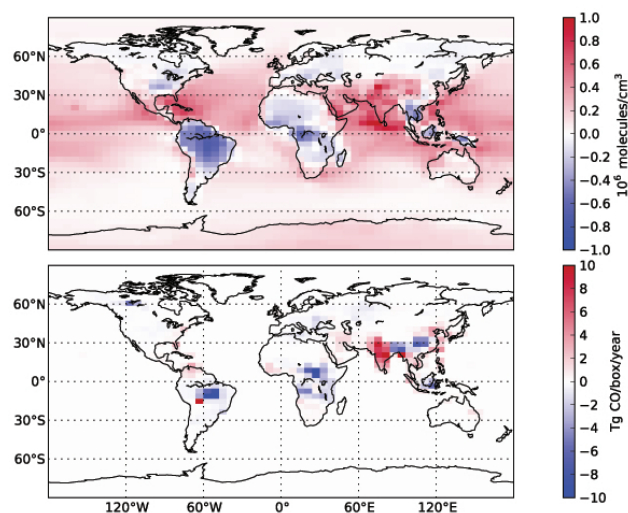 60°N
30°N
0°
30°S
60°S
1.0
0.8
0.6
0.4
0.2
0.0
−0.2
−0.4
−0.6
−0.8
−1.0
10⁶ molecules/cm³
60°N
30°N
0°
30°S
60°S
120°W
60°W
0°
60°E
120°E
10
8
6
4
2
0
−2
−4
−6
−8
−10
Tg CO/box/year